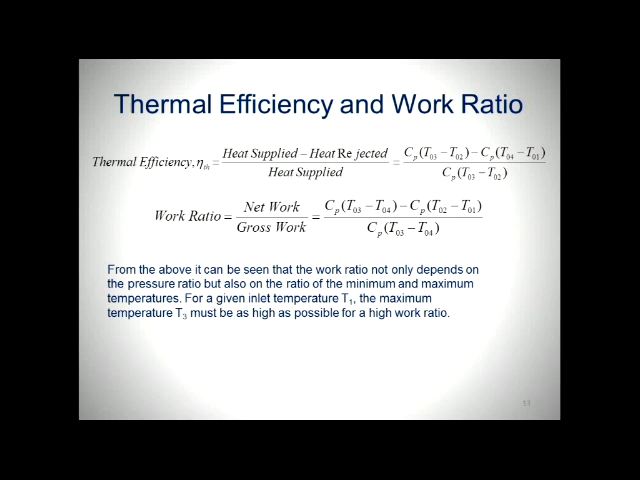 Thermal Efficiency and Work Ratio
Thermal Efficiency, η_th = (Heat Supplied – Heat Rejected) / (Heat Supplied) = (C_p(T_03 – T_02) – C_p(T_04 – T_01)) / (C_p(T_03 – T_02))
Work Ratio = (Net Work) / (Gross Work) = (C_p(T_03 – T_04) – C_p(T_02 – T_01)) / (C_p(T_03 – T_04))
From the above it can be seen that the work ratio not only depends on
the pressure ratio but also on the ratio of the minimum and maximum
temperatures. For a given inlet temperature T_1, the maximum
temperature T_3 must be as high as possible for a high work ratio.